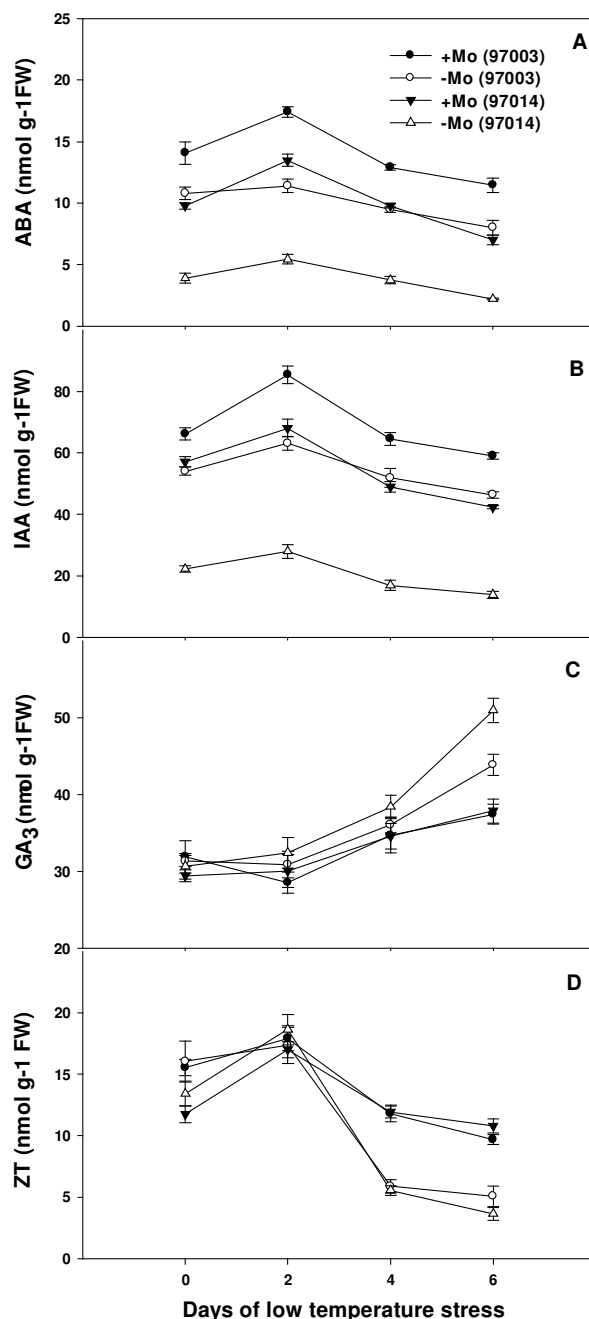 25
A
+Mo (97003)
-Mo (97003)
+Mo (97014)
-Mo (97014)
20
15
10
5
0
ABA (nmol g-1FW)
B
80
60
40
20
0
IAA (nmol g-1FW)
C
50
40
30
20
GA3 (nmol g-1FW)
D
20
15
10
5
0
ZT (nmol g-1 FW)
0 2 4 6
Days of low temperature stress